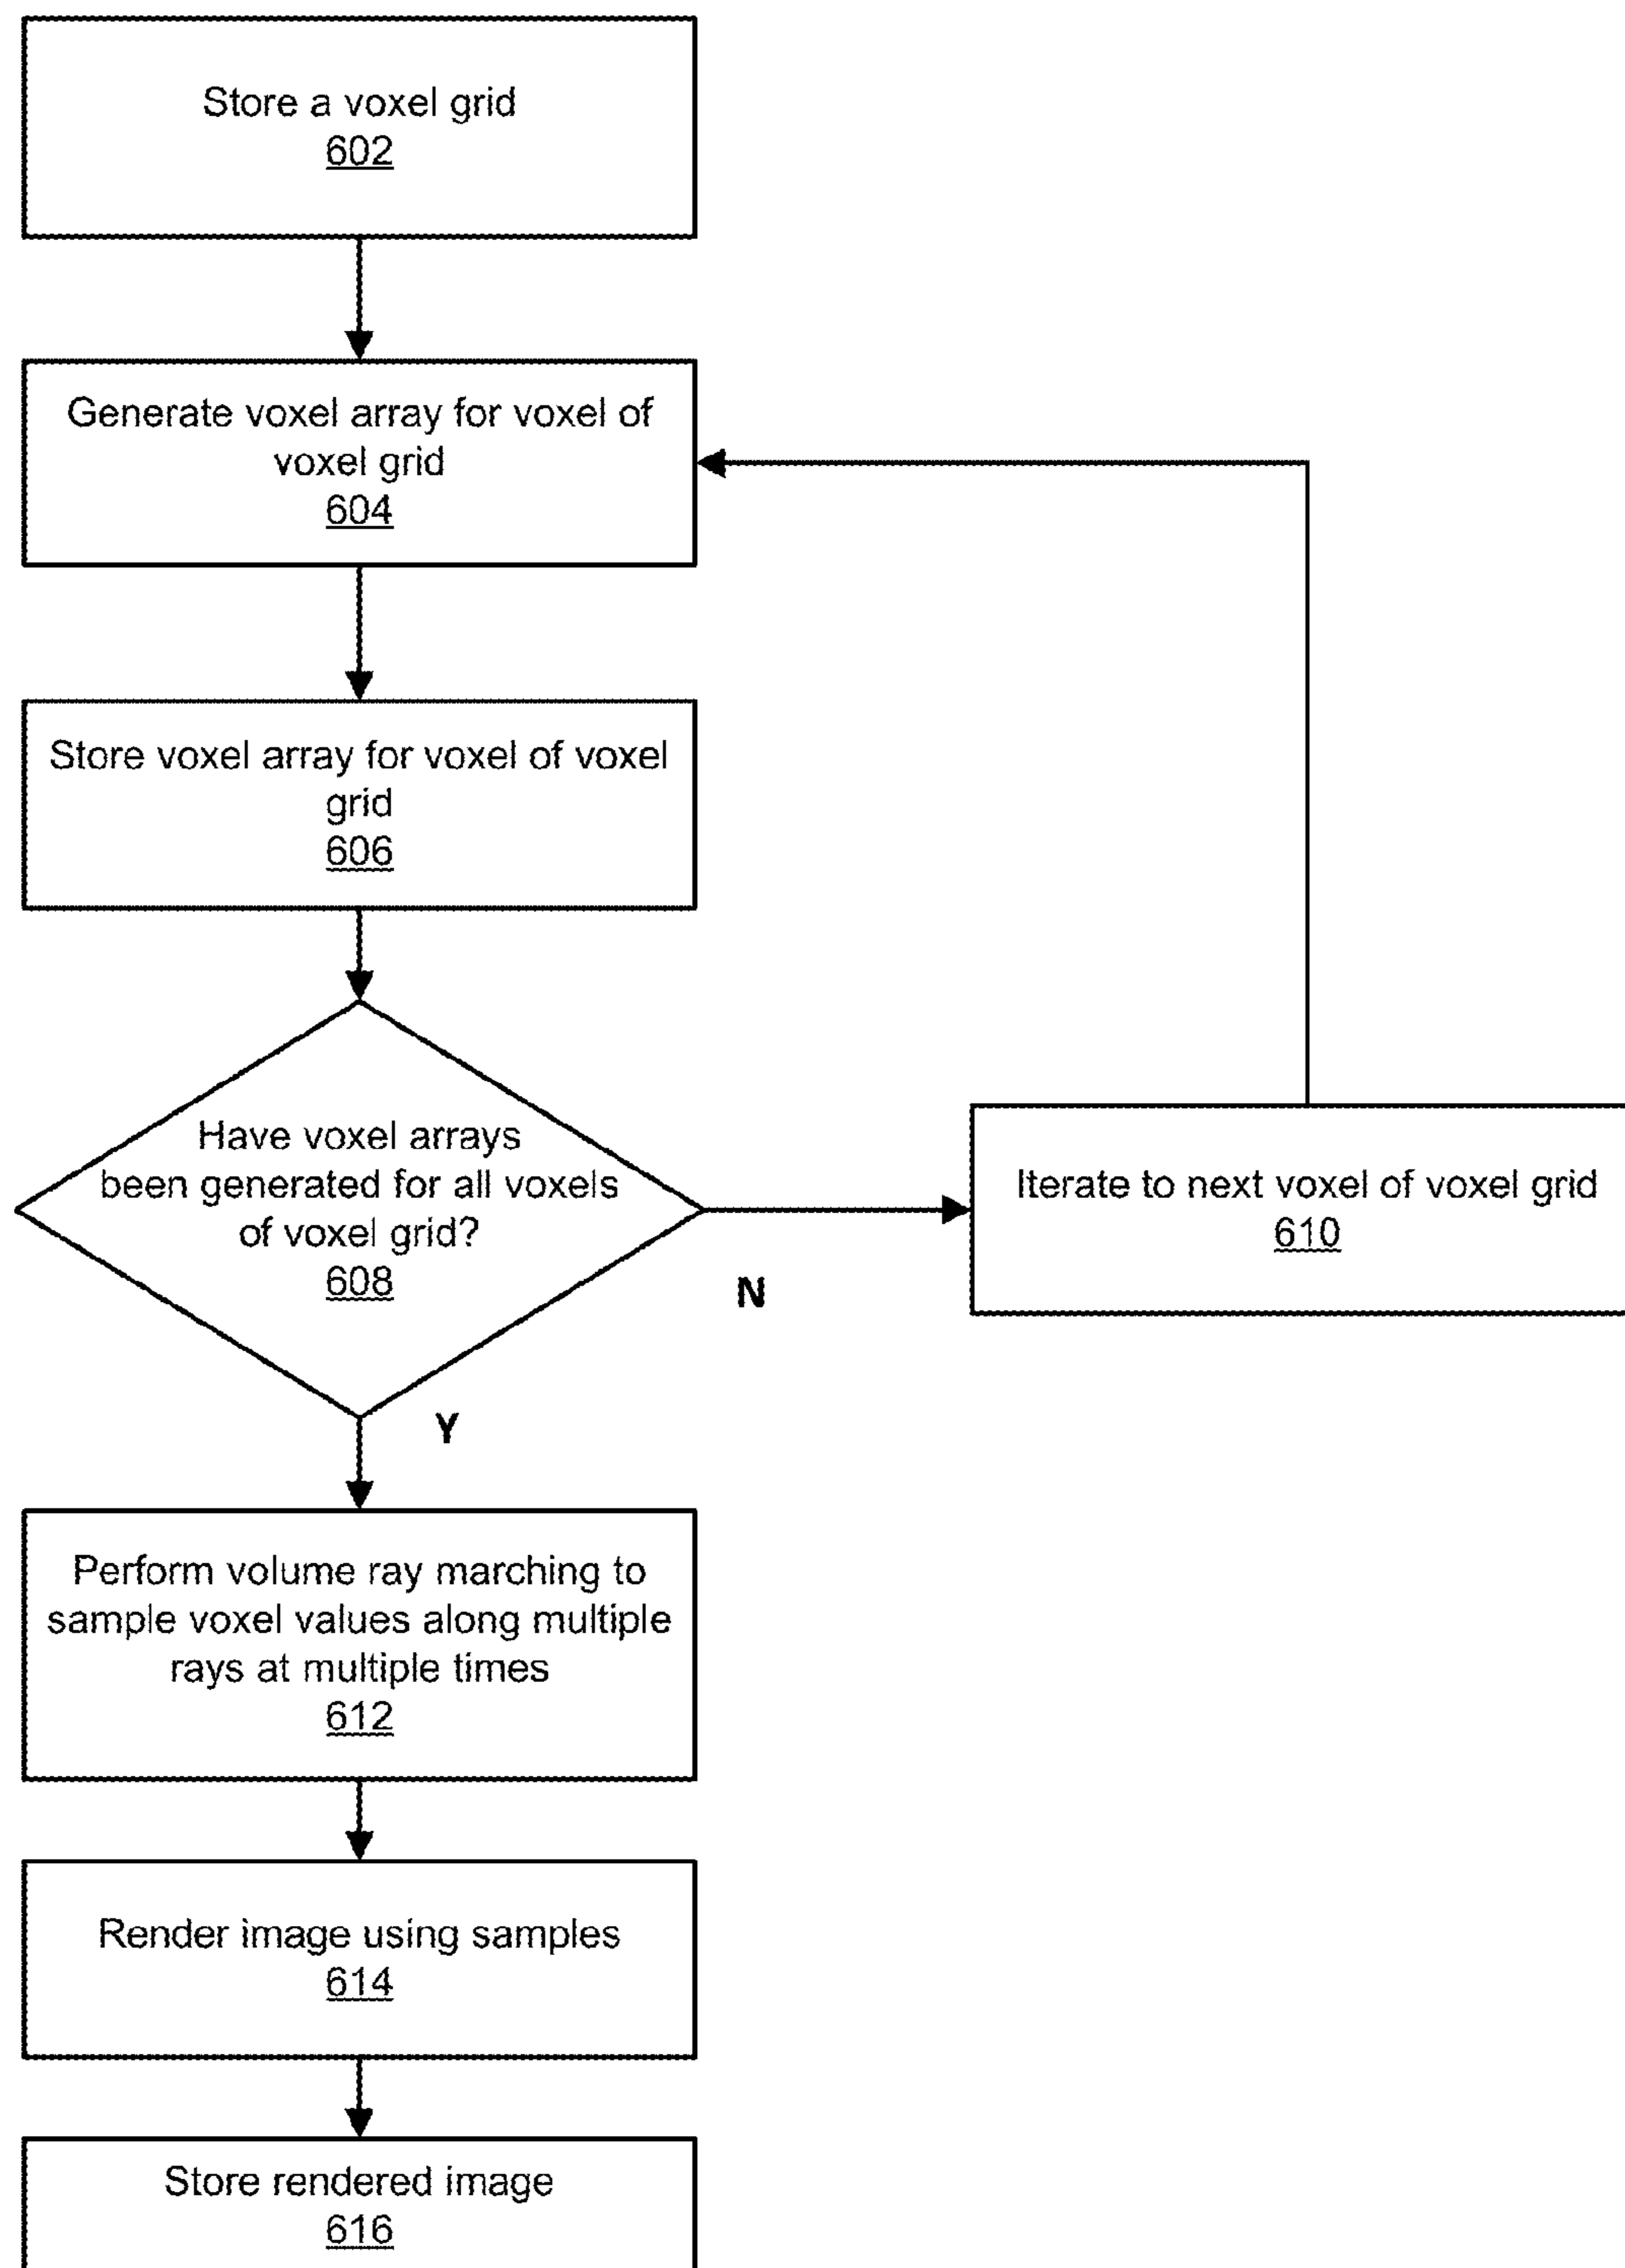 Store a voxel grid
602
Generate voxel array for voxel of
voxel grid
604
Store voxel array for voxel of voxel
grid
606
Have voxel arrays
been generated for all voxels
of voxel grid?
608
N
Iterate to next voxel of voxel grid
610
Y
Perform volume ray marching to
sample voxel values along multiple
rays at multiple times
612
Render image using samples
614
Store rendered image
616